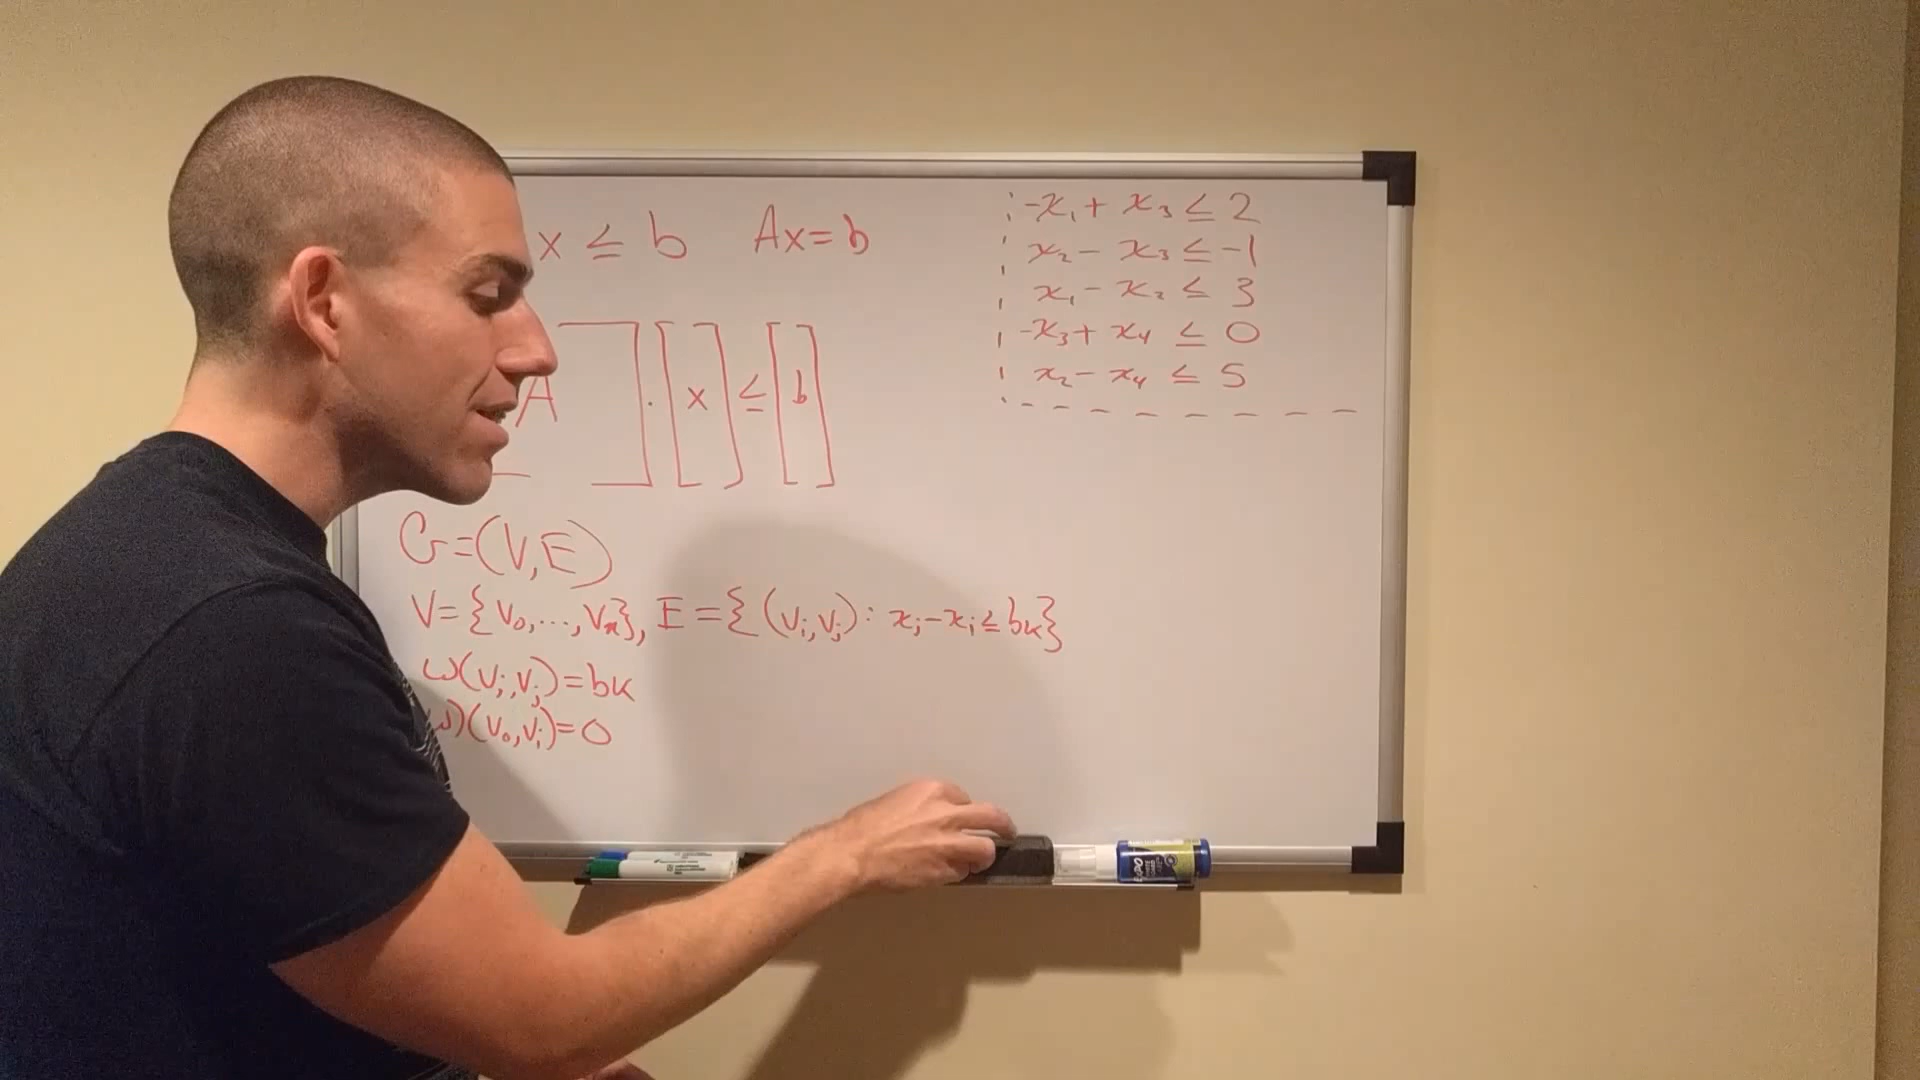 x ≤ b Ax=b
-x₁+ x₃ ≤ 2
x₂- x₃ ≤ -1
x₁- x₂ ≤ 3
-x₃+ x₄ ≤ 0
x₂- x₄ ≤ 5
A · x ≤ b
G=(V,E)
V={v₀,...,vₙ}, E={(vᵢ,vⱼ): xⱼ-xᵢ≤bₖ}
ω(vᵢ,vⱼ)=bₖ
ω(v₀,vᵢ)=0
EXPO